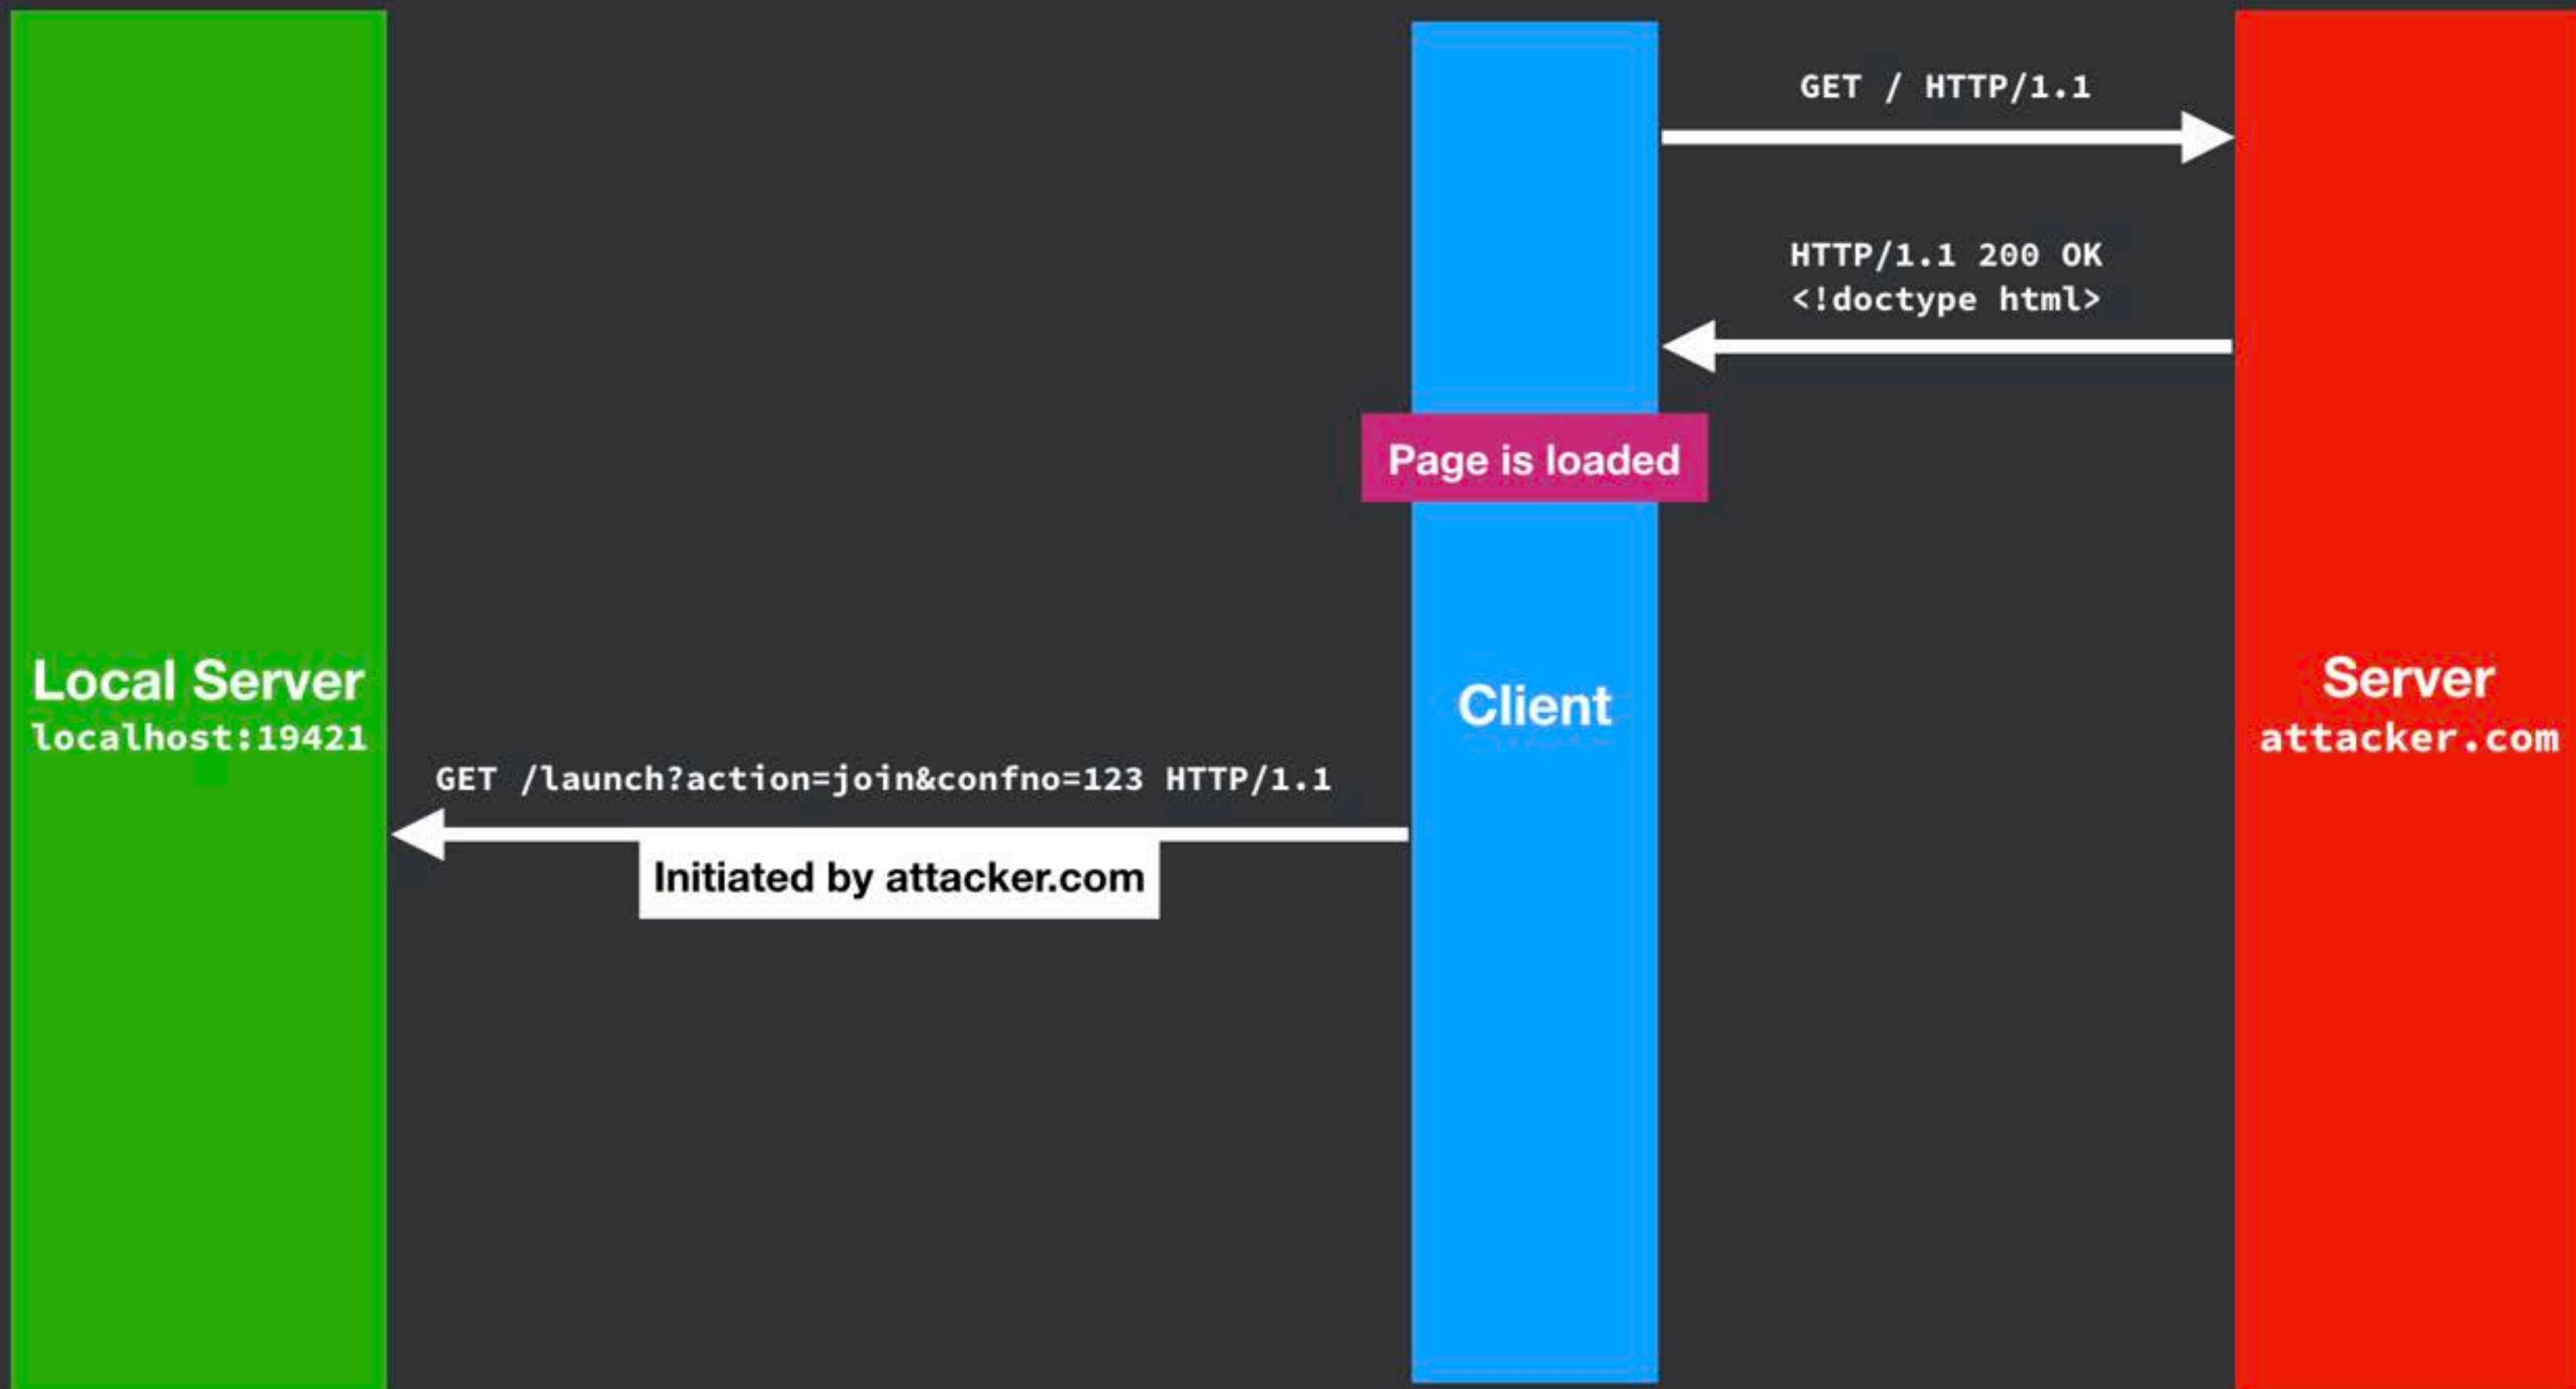 GET / HTTP/1.1
HTTP/1.1 200 OK
<!doctype html>
Page is loaded
Local Server
localhost:19421
Client
Server
attacker.com
GET /launch?action=join&confno=123 HTTP/1.1
Initiated by attacker.com